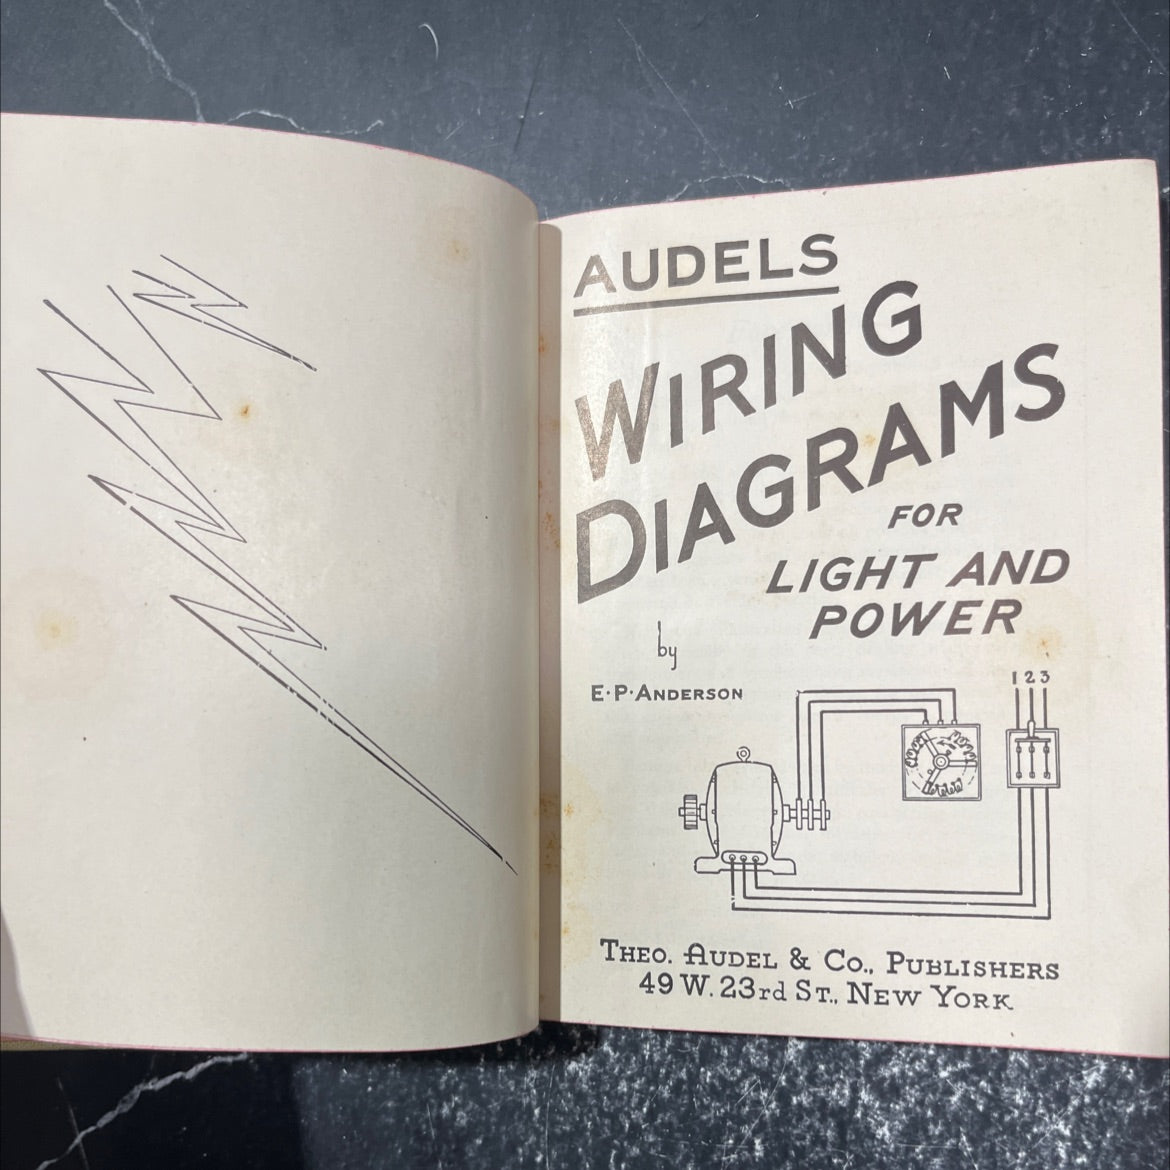 AUDELS
WIRING
DIAGRAMS
FOR
LIGHT AND
POWER
by
E·P·ANDERSON
1 2 3
THEO. AUDEL & CO., PUBLISHERS
49 W. 23rd ST., NEW YORK